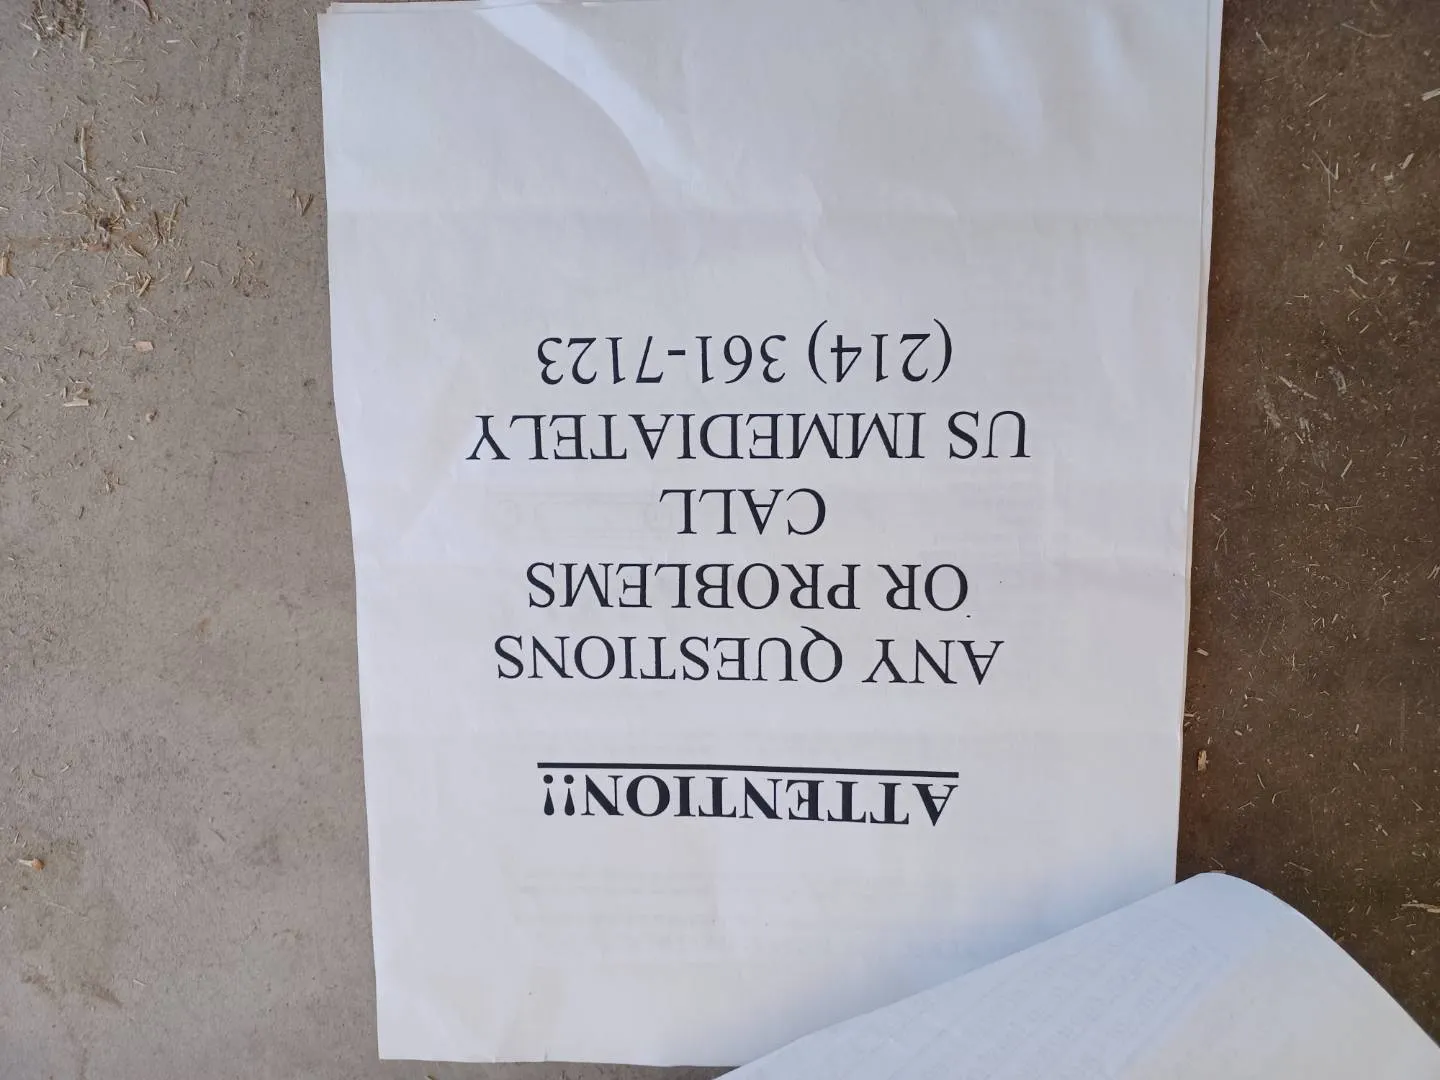 ATTENTION!!
ANY QUESTIONS
OR PROBLEMS
CALL
US IMMEDIATELY
(214) 361-7123